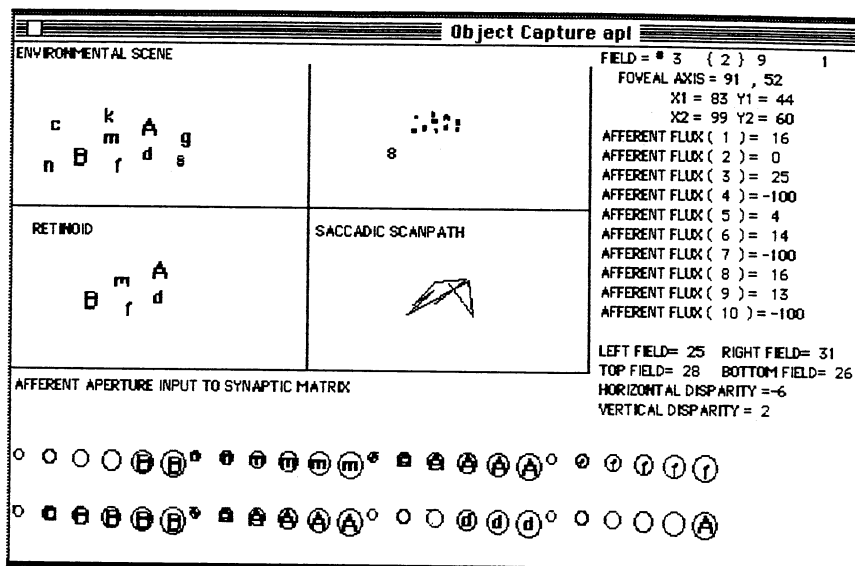 Object Capture apl
ENVIRONMENTAL SCENE
c k m A g
n B f d s
8
RETINOID
m A
B f d
SACCADIC SCANPATH
FIELD = # 3 { 2 } 9 1
FOVEAL AXIS = 91 , 52
X1 = 83 Y1 = 44
X2 = 99 Y2 = 60
AFFERENT FLUX ( 1 ) = 16
AFFERENT FLUX ( 2 ) = 0
AFFERENT FLUX ( 3 ) = 25
AFFERENT FLUX ( 4 ) = -100
AFFERENT FLUX ( 5 ) = 4
AFFERENT FLUX ( 6 ) = 14
AFFERENT FLUX ( 7 ) = -100
AFFERENT FLUX ( 8 ) = 16
AFFERENT FLUX ( 9 ) = 13
AFFERENT FLUX ( 10 ) = -100
LEFT FIELD= 25 RIGHT FIELD= 31
TOP FIELD= 28 BOTTOM FIELD= 26
HORIZONTAL DISPARITY =-6
VERTICAL DISPARITY = 2
AFFERENT APERTURE INPUT TO SYNAPTIC MATRIX
B B m m m m A A A A f f f f
B B B B A A A A A d d d A